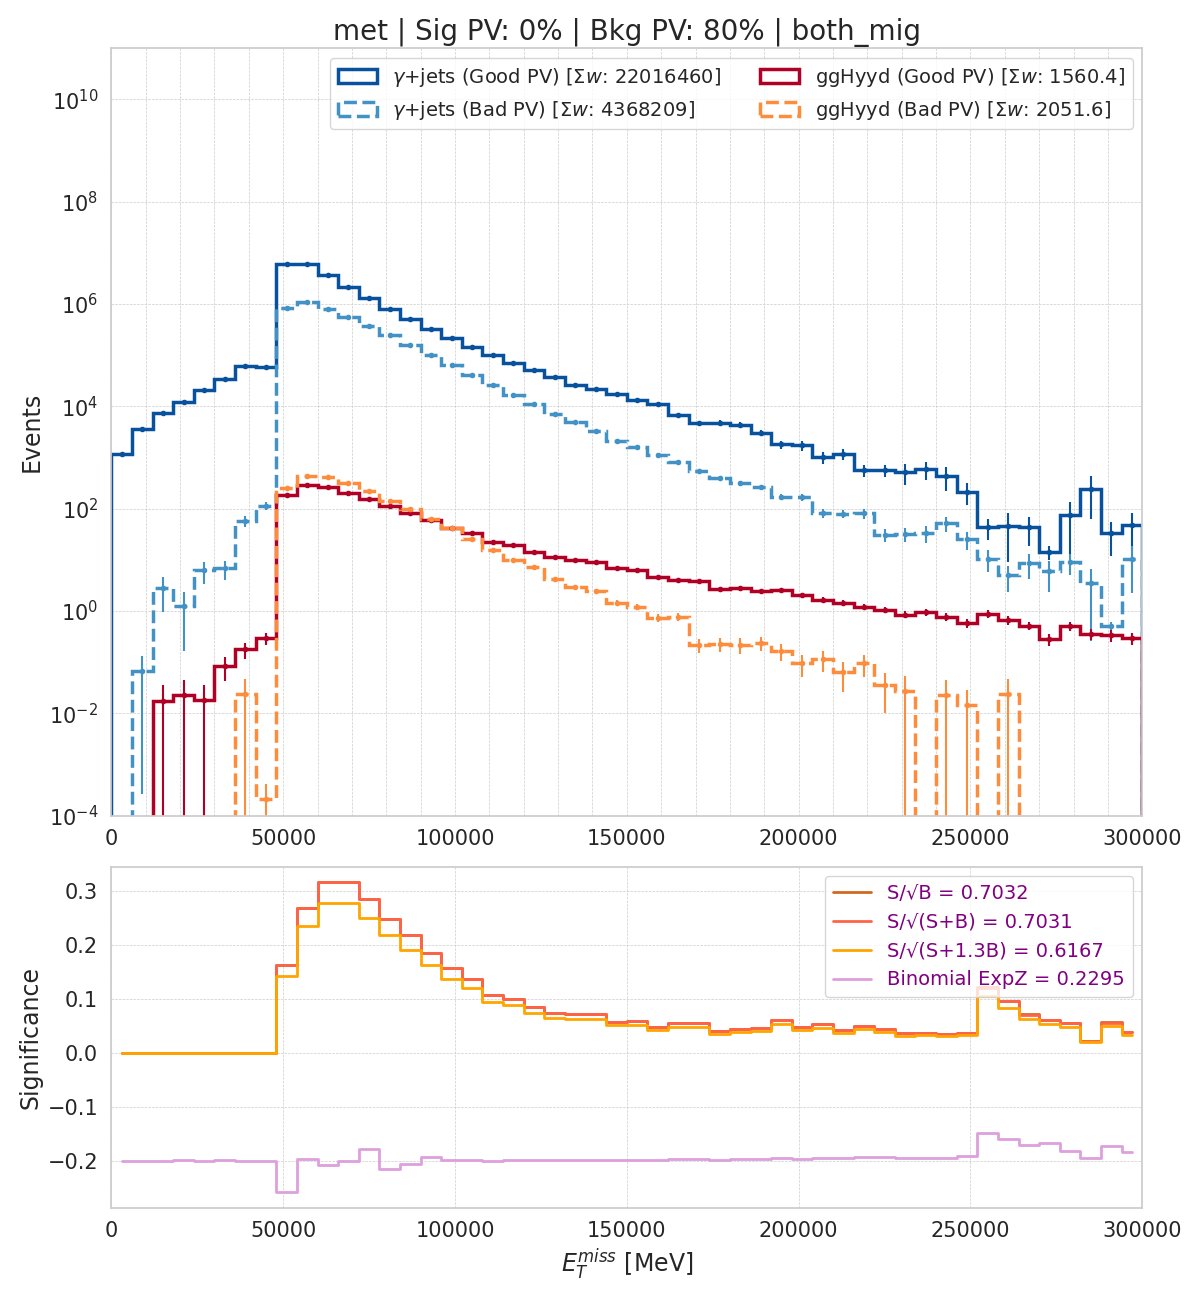 met | Sig PV: 0% | Bkg PV: 80% | both_mig
γ+jets (Good PV) [Σw: 22016460]
γ+jets (Bad PV) [Σw: 4368209]
ggHyyd (Good PV) [Σw: 1560.4]
ggHyyd (Bad PV) [Σw: 2051.6]
Events
10^10
10^8
10^6
10^4
10^2
10^0
10^−2
10^−4
0 50000 100000 150000 200000 250000 300000
Significance
0.3
0.2
0.1
0.0
−0.1
−0.2
S/√B = 0.7032
S/√(S+B) = 0.7031
S/√(S+1.3B) = 0.6167
Binomial ExpZ = 0.2295
0 50000 100000 150000 200000 250000 300000
E_T^miss [MeV]